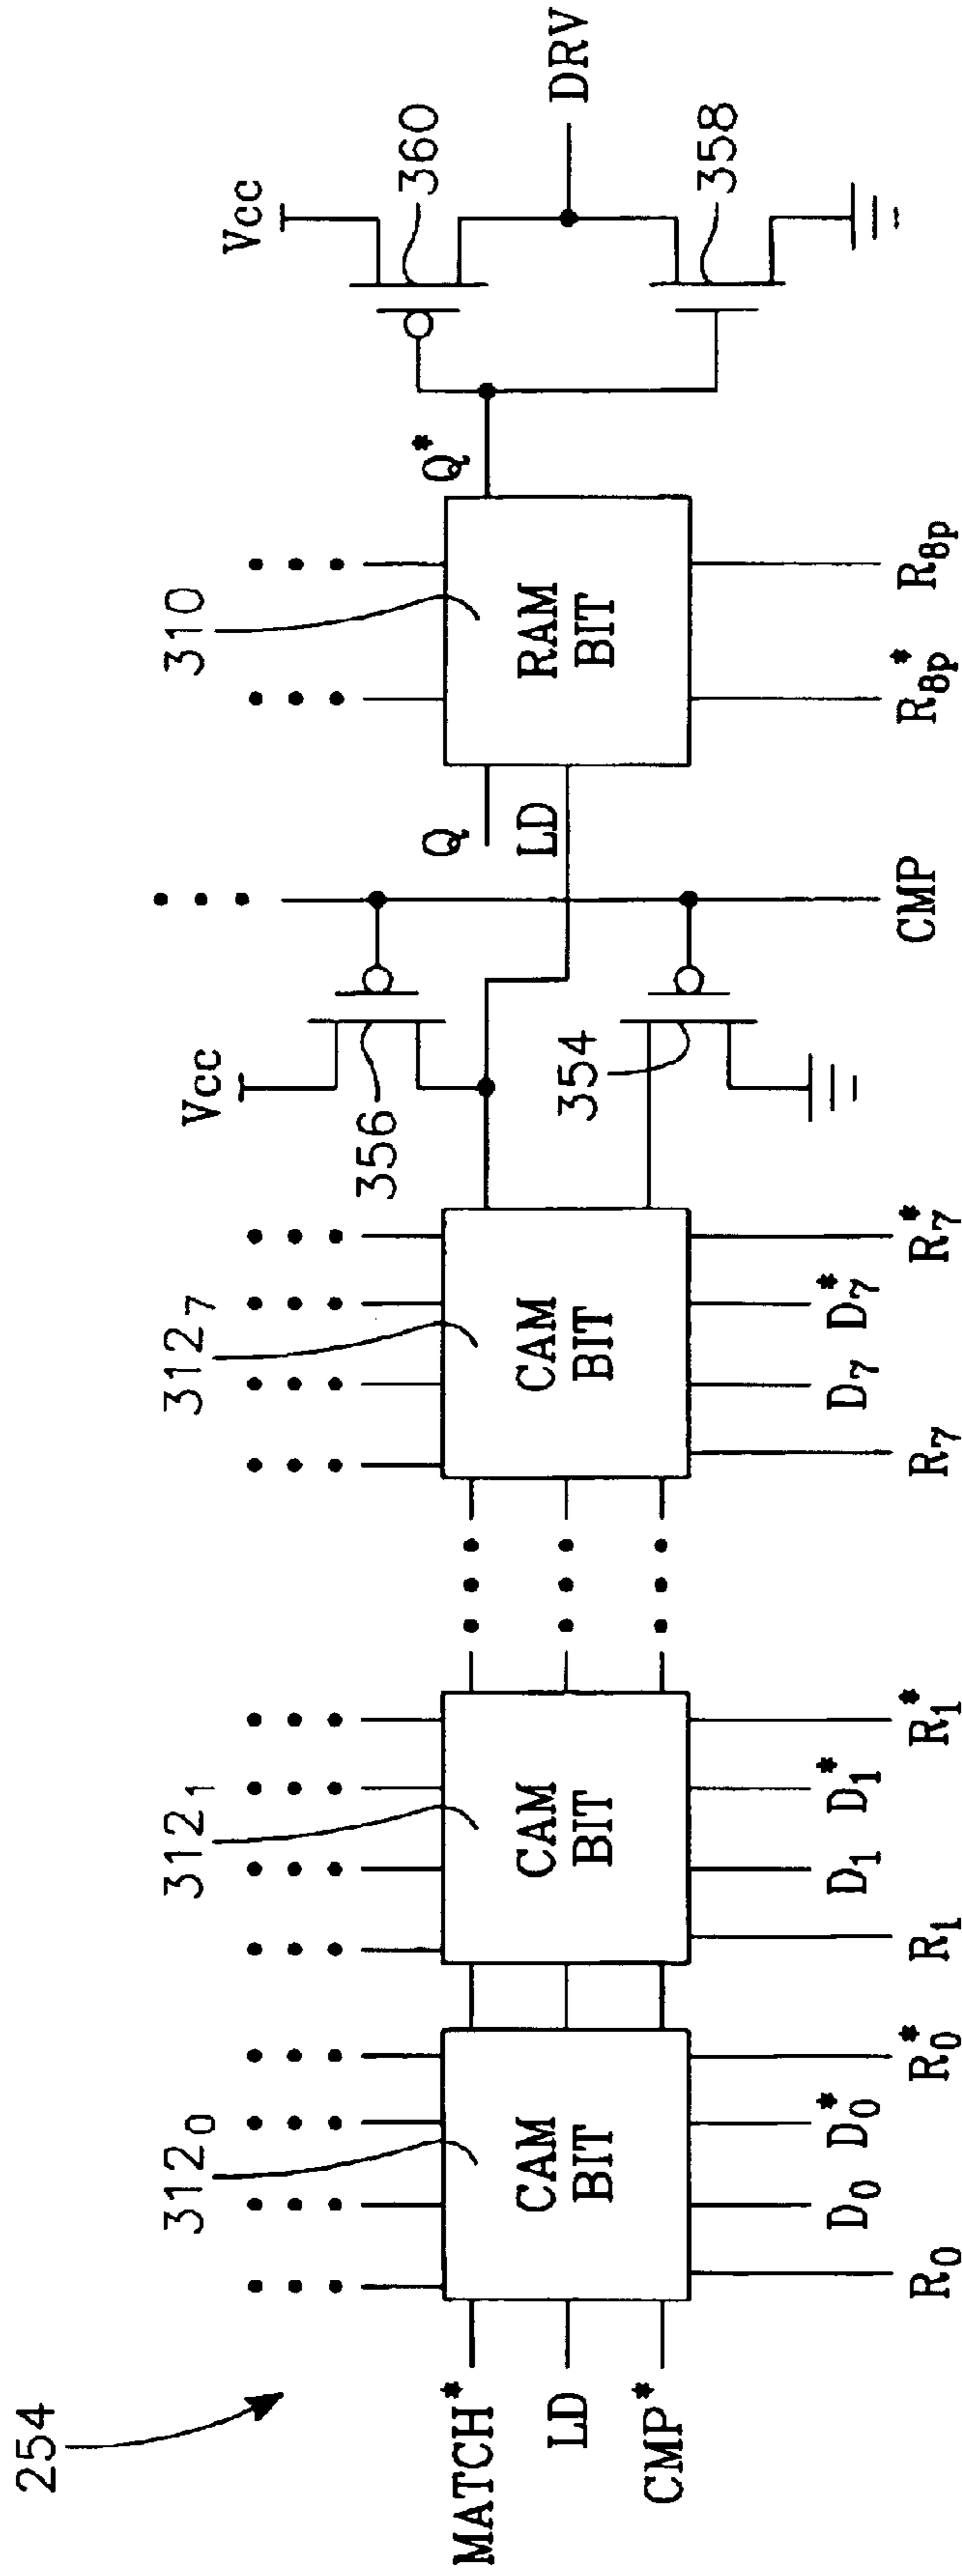 254
312₀
312₁
312₇
310
Vcc
356
354
Vcc
360
358
DRV
Q
LD
Q*
MATCH*
LD
CMP*
CAM BIT
CAM BIT
CAM BIT
RAM BIT
R₀
D₀
D₀*
R₀*
R₁
D₁
D₁*
R₁*
R₇
D₇
D₇*
R₇*
CMP
R₈ₚ*
R₈ₚ